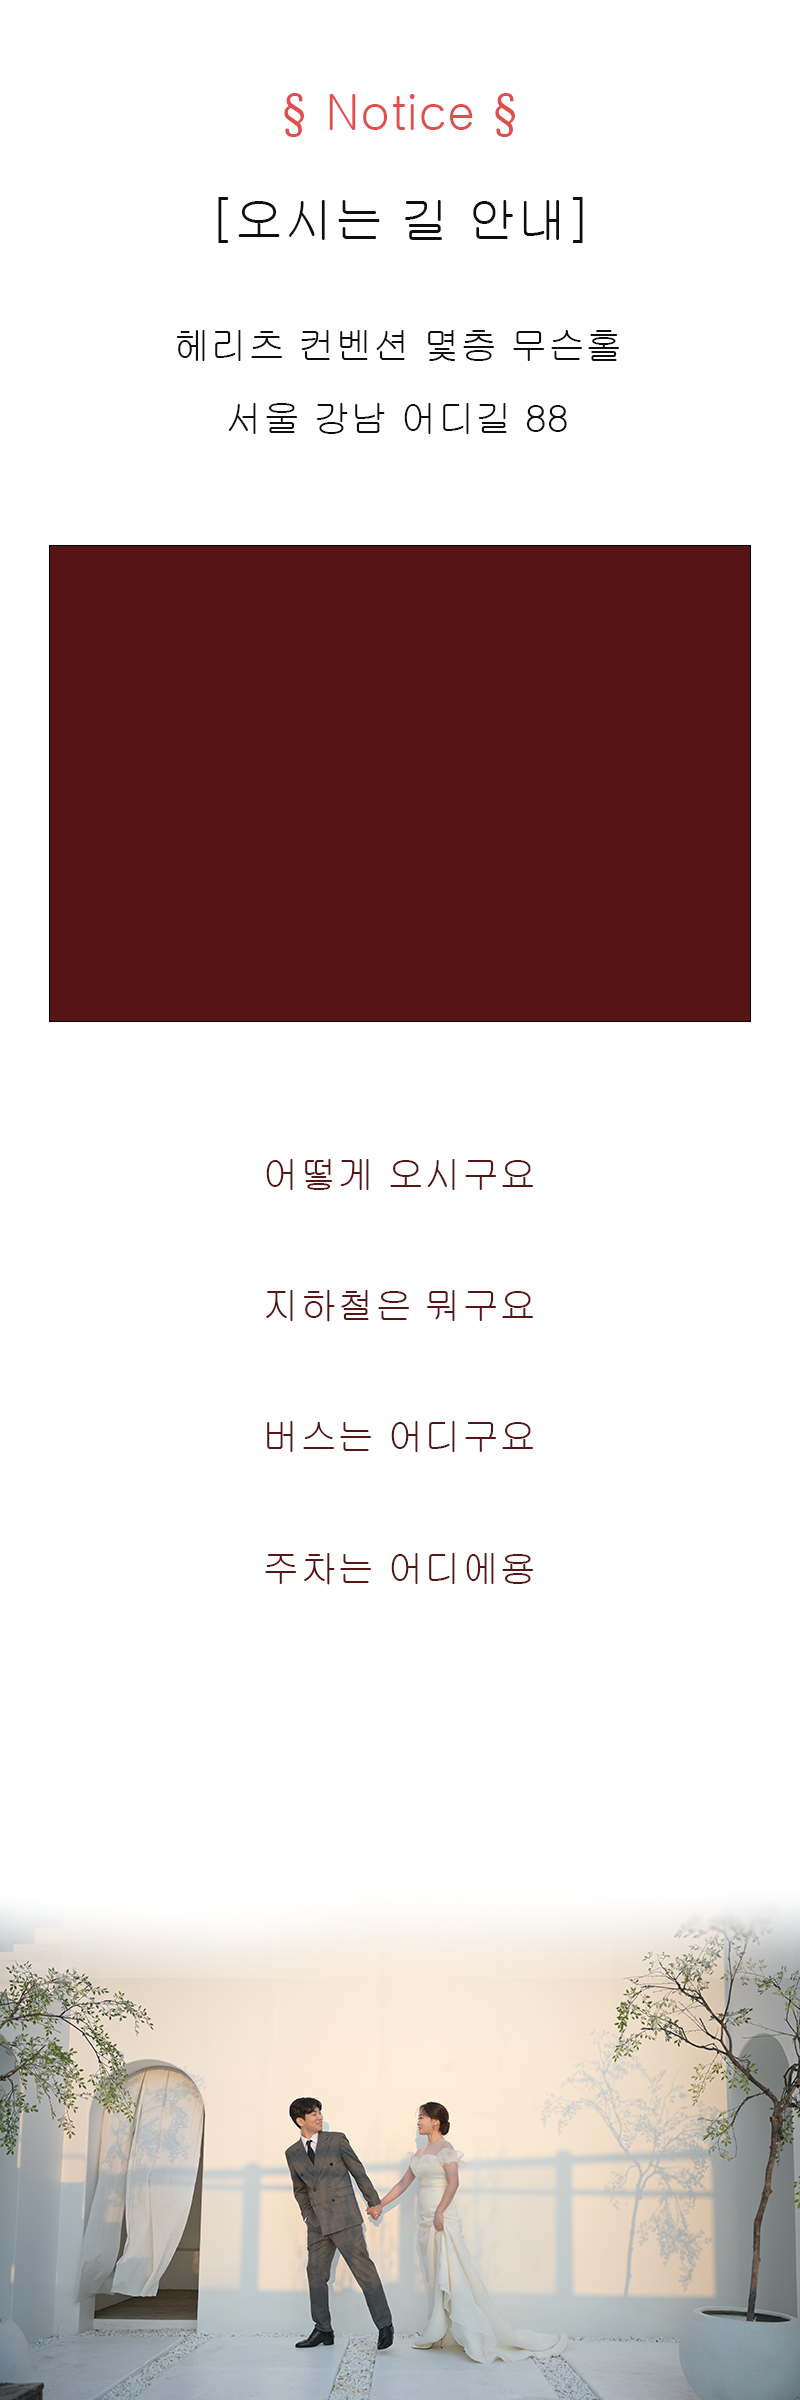 § Notice §
[오시는 길 안내]
헤리츠 컨벤션 몇층 무슨홀
서울 강남 어디길 88
어떻게 오시구요
지하철은 뭐구요
버스는 어디구요
주차는 어디에용